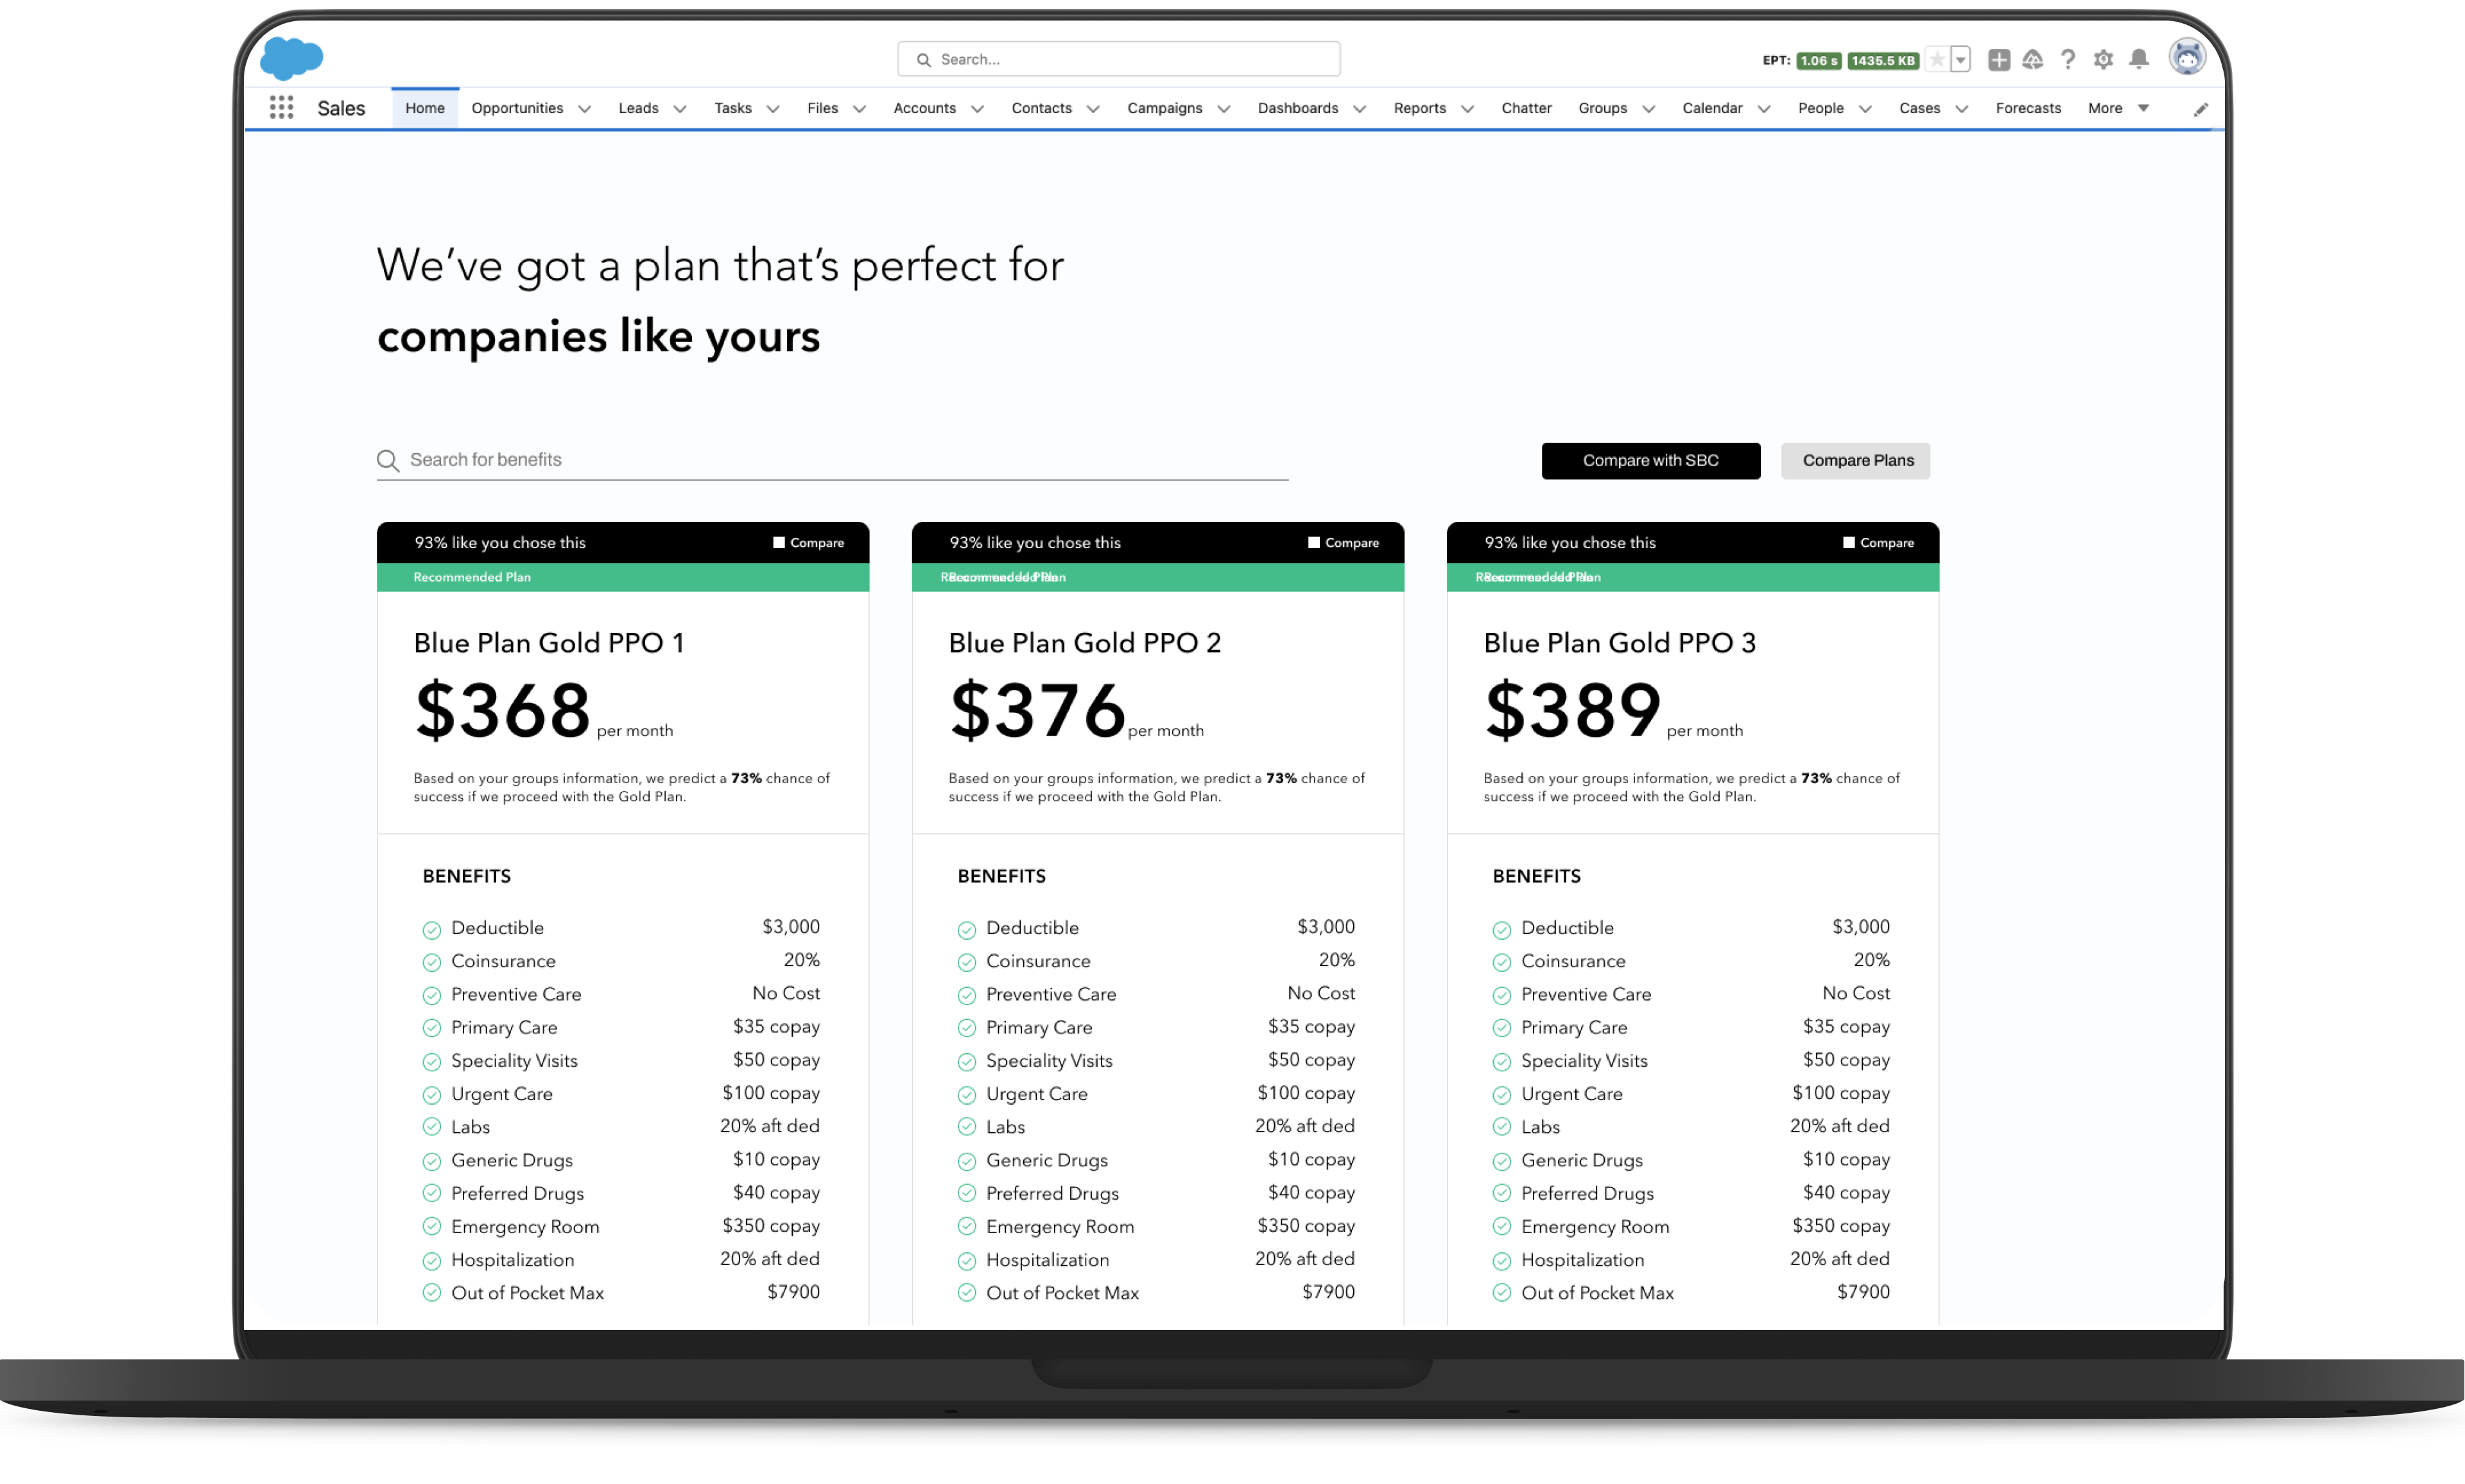 Search...
EPT: 1.06 s 1435.5 KB
Sales Home Opportunities Leads Tasks Files Accounts Contacts Campaigns Dashboards Reports Chatter Groups Calendar People Cases Forecasts More
We've got a plan that's perfect for
companies like yours
Search for benefits
Compare with SBC
Compare Plans
93% like you chose this Compare
Recommended Plan
Blue Plan Gold PPO 1
$368 per month
Based on your groups information, we predict a 73% chance of
success if we proceed with the Gold Plan.
BENEFITS
Deductible $3,000
Coinsurance 20%
Preventive Care No Cost
Primary Care $35 copay
Speciality Visits $50 copay
Urgent Care $100 copay
Labs 20% aft ded
Generic Drugs $10 copay
Preferred Drugs $40 copay
Emergency Room $350 copay
Hospitalization 20% aft ded
Out of Pocket Max $7900
93% like you chose this Compare
Recommended Plan
Blue Plan Gold PPO 2
$376 per month
Based on your groups information, we predict a 73% chance of
success if we proceed with the Gold Plan.
BENEFITS
Deductible $3,000
Coinsurance 20%
Preventive Care No Cost
Primary Care $35 copay
Speciality Visits $50 copay
Urgent Care $100 copay
Labs 20% aft ded
Generic Drugs $10 copay
Preferred Drugs $40 copay
Emergency Room $350 copay
Hospitalization 20% aft ded
Out of Pocket Max $7900
93% like you chose this Compare
Recommended Plan
Blue Plan Gold PPO 3
$389 per month
Based on your groups information, we predict a 73% chance of
success if we proceed with the Gold Plan.
BENEFITS
Deductible $3,000
Coinsurance 20%
Preventive Care No Cost
Primary Care $35 copay
Speciality Visits $50 copay
Urgent Care $100 copay
Labs 20% aft ded
Generic Drugs $10 copay
Preferred Drugs $40 copay
Emergency Room $350 copay
Hospitalization 20% aft ded
Out of Pocket Max $7900